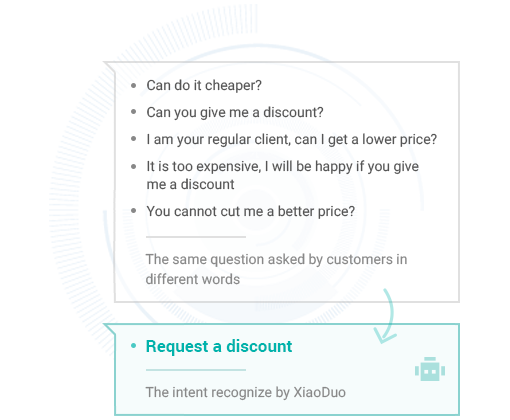 Can do it cheaper?
Can you give me a discount?
I am your regular client, can I get a lower price?
It is too expensive, I will be happy if you give
me a discount
You cannot cut me a better price?
The same question asked by customers in
different words
Request a discount
The intent recognize by XiaoDuo